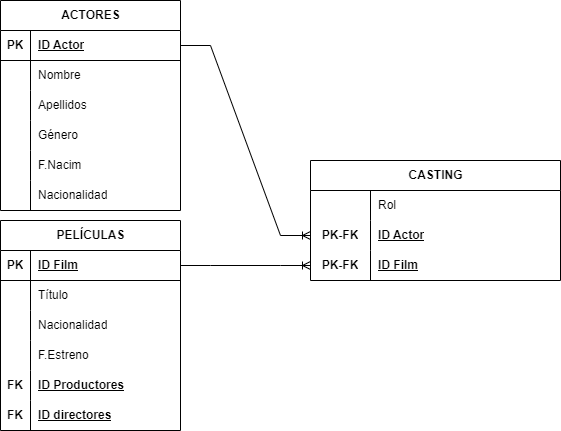 ACTORES
PK ID Actor
Nombre
Apellidos
Género
F.Nacim
Nacionalidad
PELÍCULAS
PK ID Film
Título
Nacionalidad
F.Estreno
FK ID Productores
FK ID directores
CASTING
Rol
PK-FK ID Actor
PK-FK ID Film